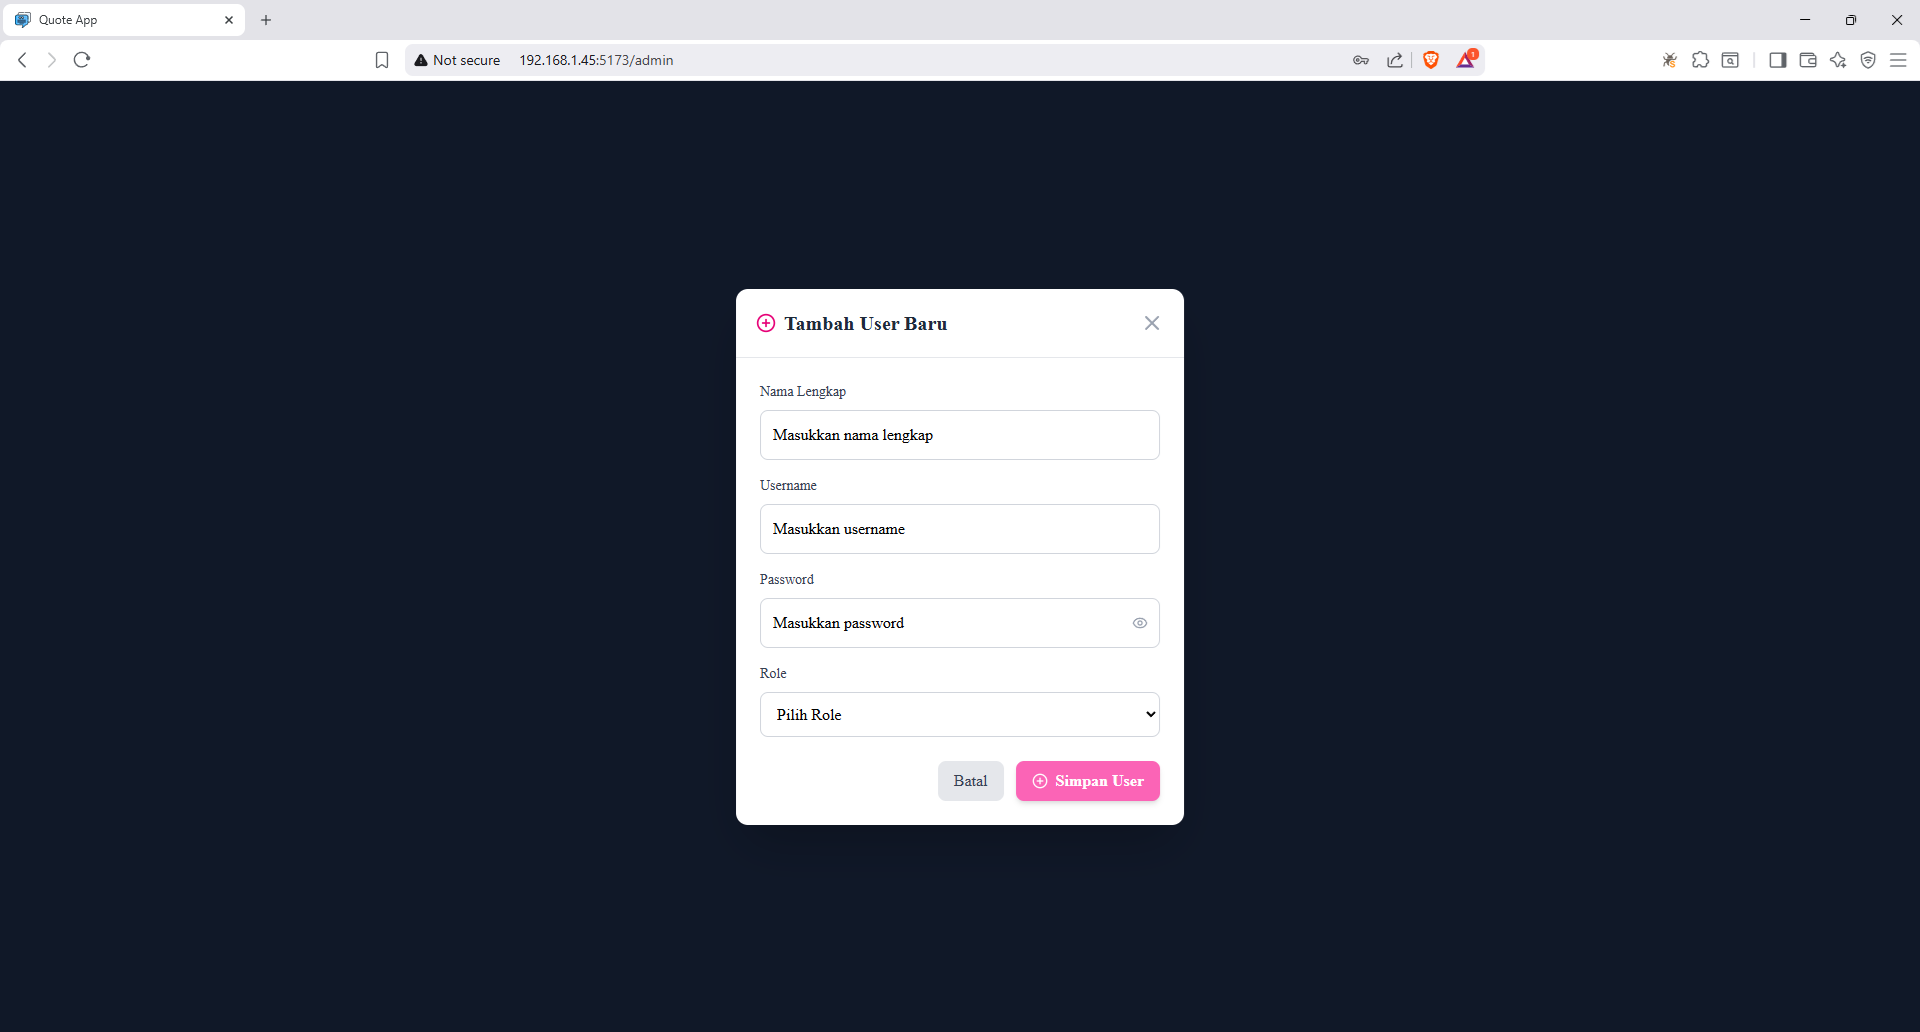 Quote App
Not secure 192.168.1.45:5173/admin
1
Tambah User Baru
Nama Lengkap
Masukkan nama lengkap
Username
Masukkan username
Password
Masukkan password
Role
Pilih Role
Batal
Simpan User